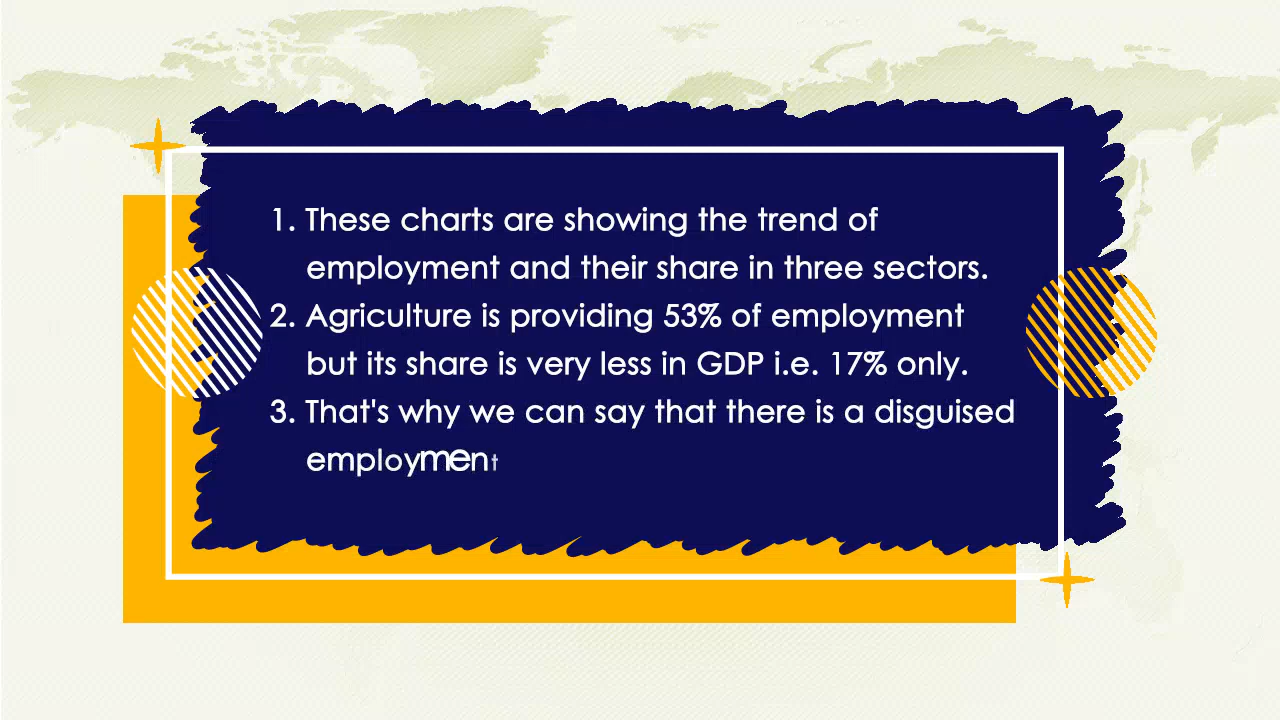 1. These charts are showing the trend of
employment and their share in three sectors.
2. Agriculture is providing 53% of employment
but its share is very less in GDP i.e. 17% only.
3. That's why we can say that there is a disguised
employment